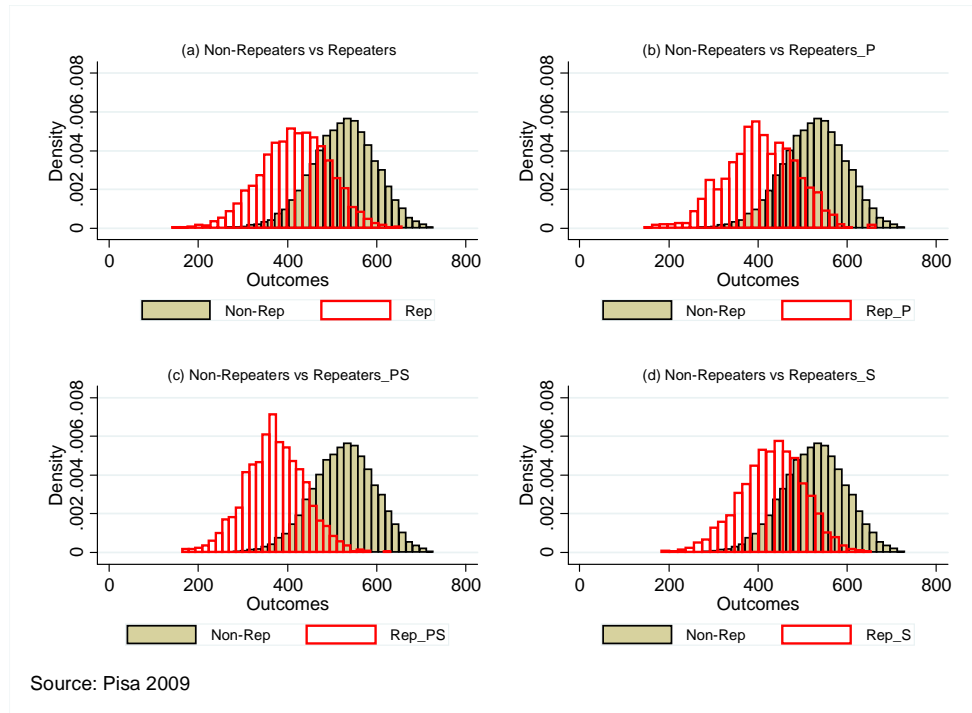 (a) Non-Repeaters vs Repeaters
Density
0 .002 .004 .006 .008
0 200 400 600 800
Outcomes
Non-Rep Rep
(b) Non-Repeaters vs Repeaters_P
Density
0 .002 .004 .006 .008
0 200 400 600 800
Outcomes
Non-Rep Rep_P
(c) Non-Repeaters vs Repeaters_PS
Density
0 .002 .004 .006 .008
0 200 400 600 800
Outcomes
Non-Rep Rep_PS
(d) Non-Repeaters vs Repeaters_S
Density
0 .002 .004 .006 .008
0 200 400 600 800
Outcomes
Non-Rep Rep_S
Source: Pisa 2009